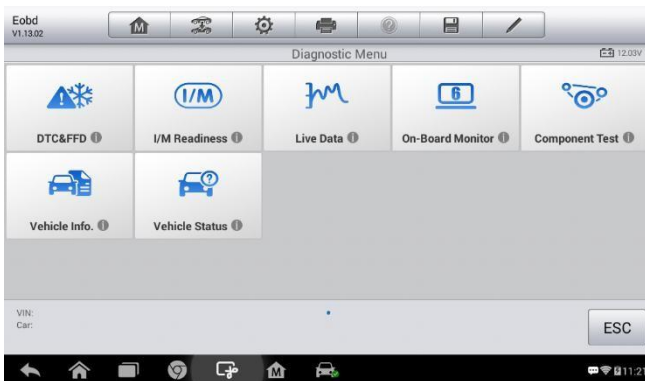 Eobd
V1.13.02
M
Diagnostic Menu
12.03V
DTC&FFD
I/M
I/M Readiness
Live Data
6
On-Board Monitor
Component Test
Vehicle Info.
Vehicle Status
VIN:
Car:
ESC
M
11:21